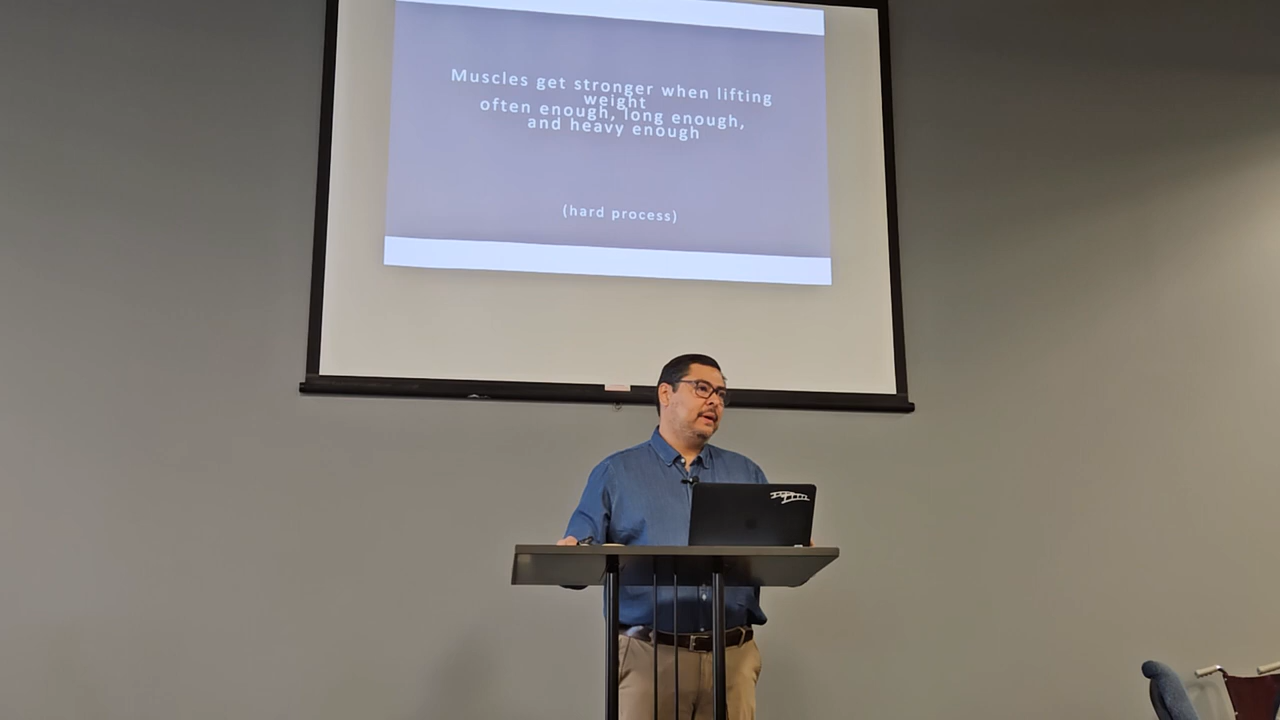 Muscles get stronger when lifting
weight
often enough, long enough,
and heavy enough
(hard process)